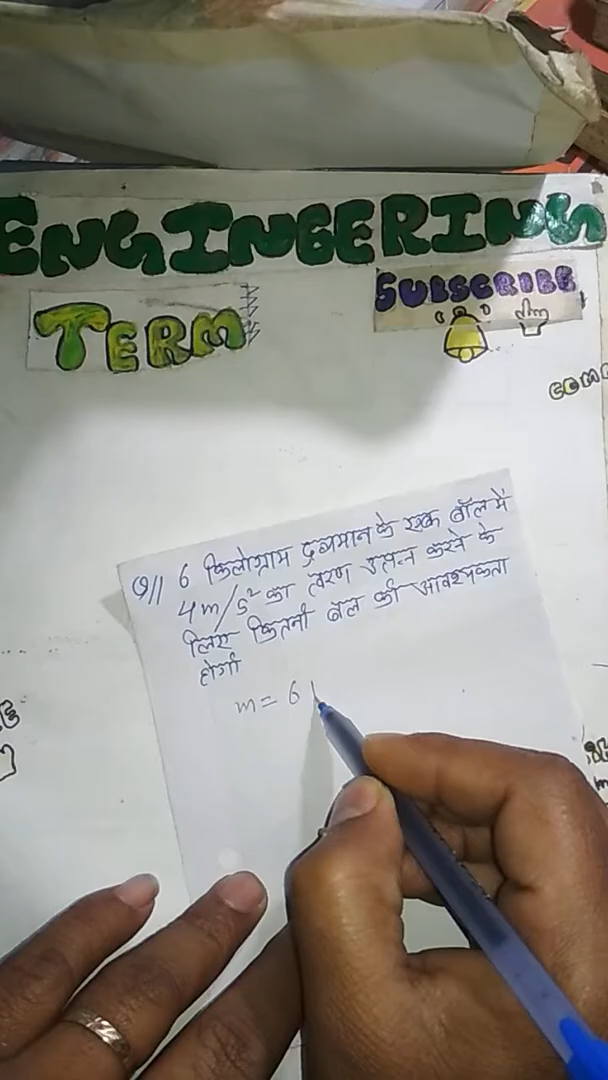 ENGINEERING
SUBSCRIBE
TERM
Q// 6 किलोग्राम द्रव्यमान के एक बॉल में
4m/s² का त्वरण उत्पन्न करने के
लिए कितनी बल की आवश्यकता
होगी
m = 6